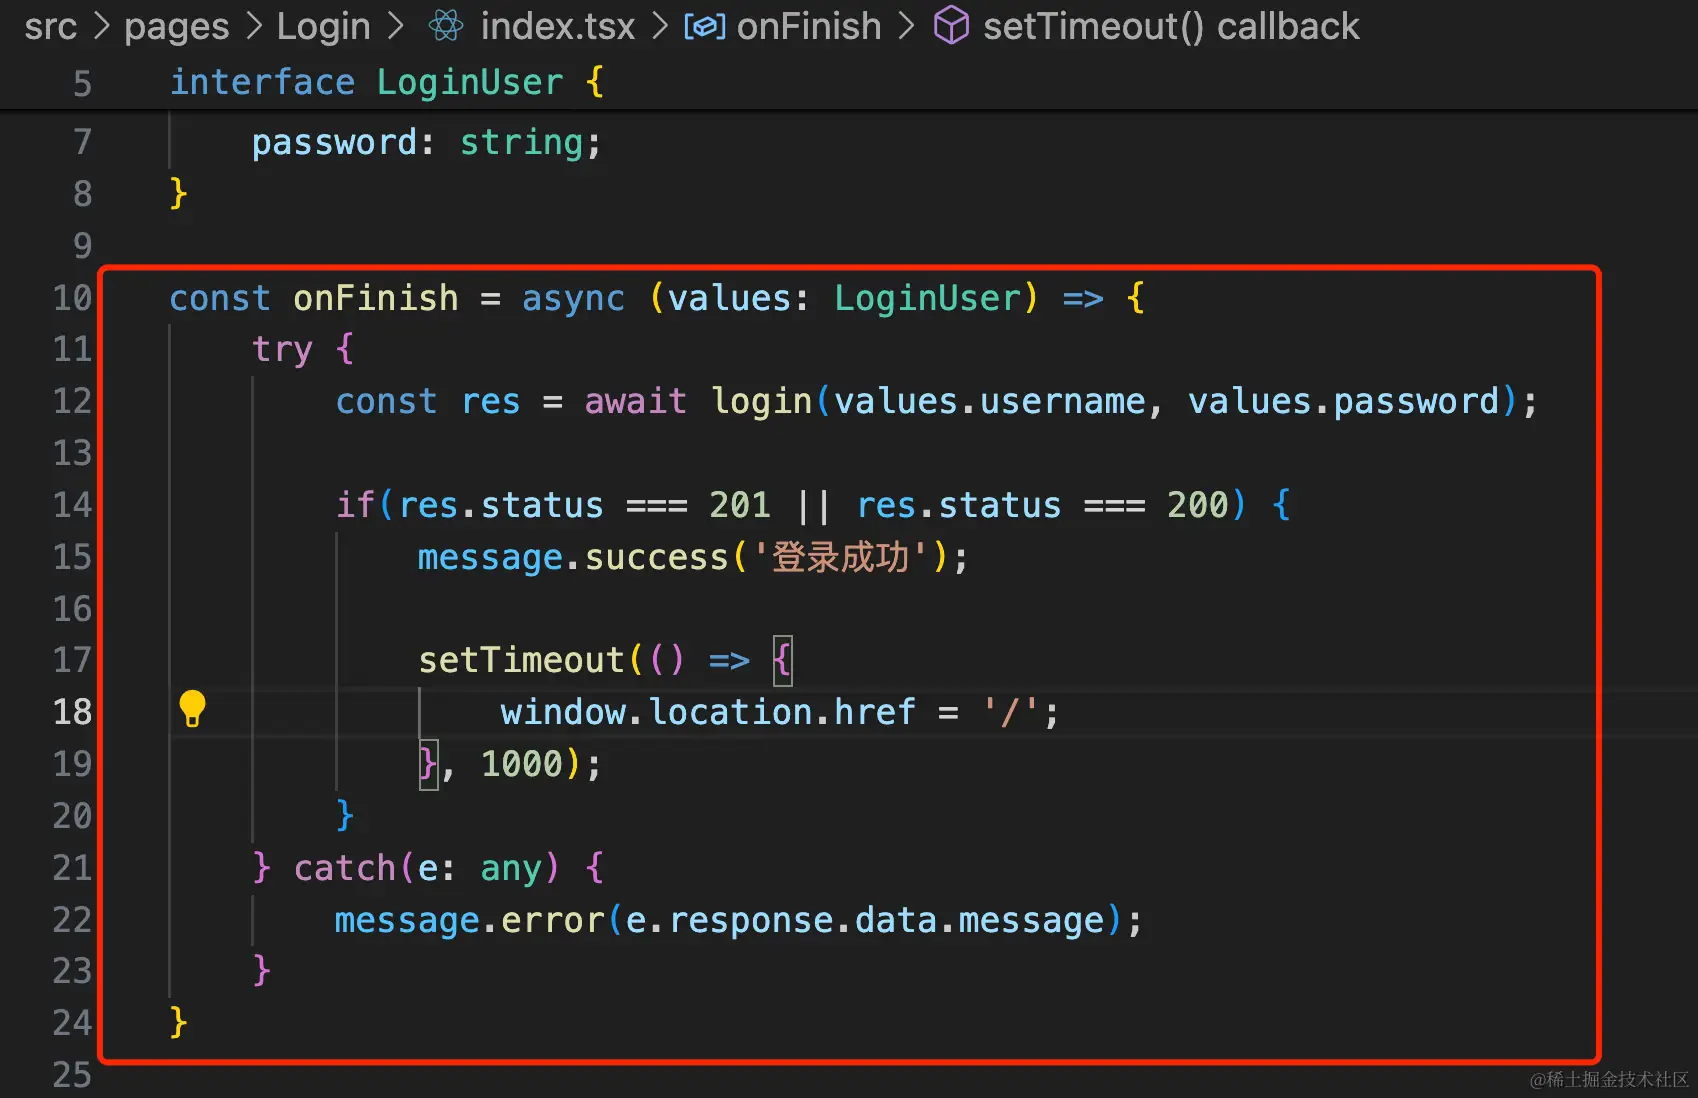 src > pages > Login > index.tsx > onFinish > setTimeout() callback
5 interface LoginUser {
7 password: string;
8 }
9
10 const onFinish = async (values: LoginUser) => {
11 try {
12 const res = await login(values.username, values.password);
13
14 if(res.status === 201 || res.status === 200) {
15 message.success('登录成功');
16
17 setTimeout(() => {
18 window.location.href = '/';
19 }, 1000);
20 }
21 } catch(e: any) {
22 message.error(e.response.data.message);
23 }
24 }
25
@稀土掘金技术社区